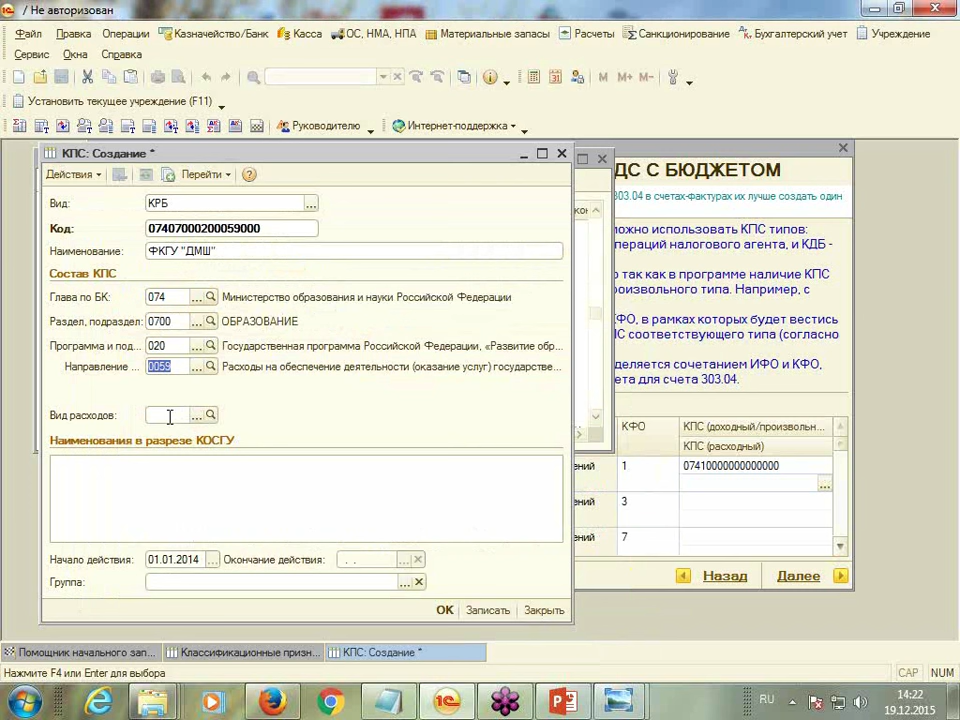 / Не авторизован
Файл Правка Операции Казначейство/Банк Касса ОС, НМА, НПА Материальные запасы Расчеты Санкционирование Бухгалтерский учет Учреждение
Сервис Окна Справка
M M+ M-
Установить текущее учреждение (F11)
Руководителю Интернет-поддержка
КПС: Создание *
ДС С БЮДЖЕТОМ
Действия Перейти
303.04 в счетах-фактурах их лучше создать один
Вид: КРБ ...
Код: 07407000200059000
можно использовать КПС типов:
операций налогового агента, и КДБ -
Наименование: ФКГУ "ДМШ"
Состав КПС
о так как в программе наличие КПС
роизвольного типа. Например, с
Глава по БК: 074 ... Министерство образования и науки Российской Федерации
Раздел, подраздел: 0700 ... ОБРАЗОВАНИЕ
КФО, в рамках которых будет вестись
ПС соответствующего типа (согласно
Программа и под... 020 ... Государственная программа Российской Федерации, «Развитие обр...
Направление ... 0059 ... Расходы на обеспечение деятельности (оказание услуг) государстве...
еделяется сочетанием ИФО и КФО,
ета для счета 303.04.
Вид расходов: ...
КФО КПС (доходный/произвольн...
КПС (расходный)
Наименования в разрезе КОСГУ
ений 1 07410000000000000
...
ений 3
ений 7
Начало действия: 01.01.2014 ... Окончание действия: . . ...
Группа: ...
Назад Далее
OK Записать Закрыть
Помощник начального зап... Классификационные призн... КПС: Создание *
Нажмите F4 или Enter для выбора CAP NUM
RU 14:22
19.12.2015